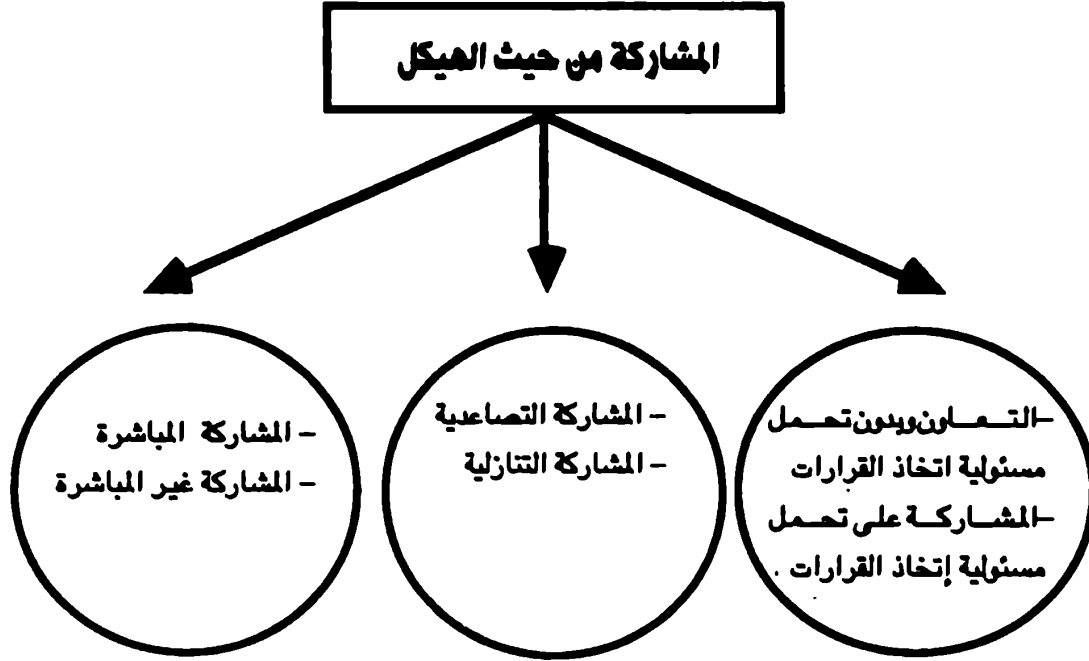 المشاركة من حيث الهيكل
–التعاون وبدون تحمل
مسئولية اتخاذ القرارات
–المشاركة على تحمل
مسئولية إتخاذ القرارات .
– المشاركة التصاعدية
– المشاركة التنازلية
– المشاركة المباشرة
– المشاركة غير المباشرة